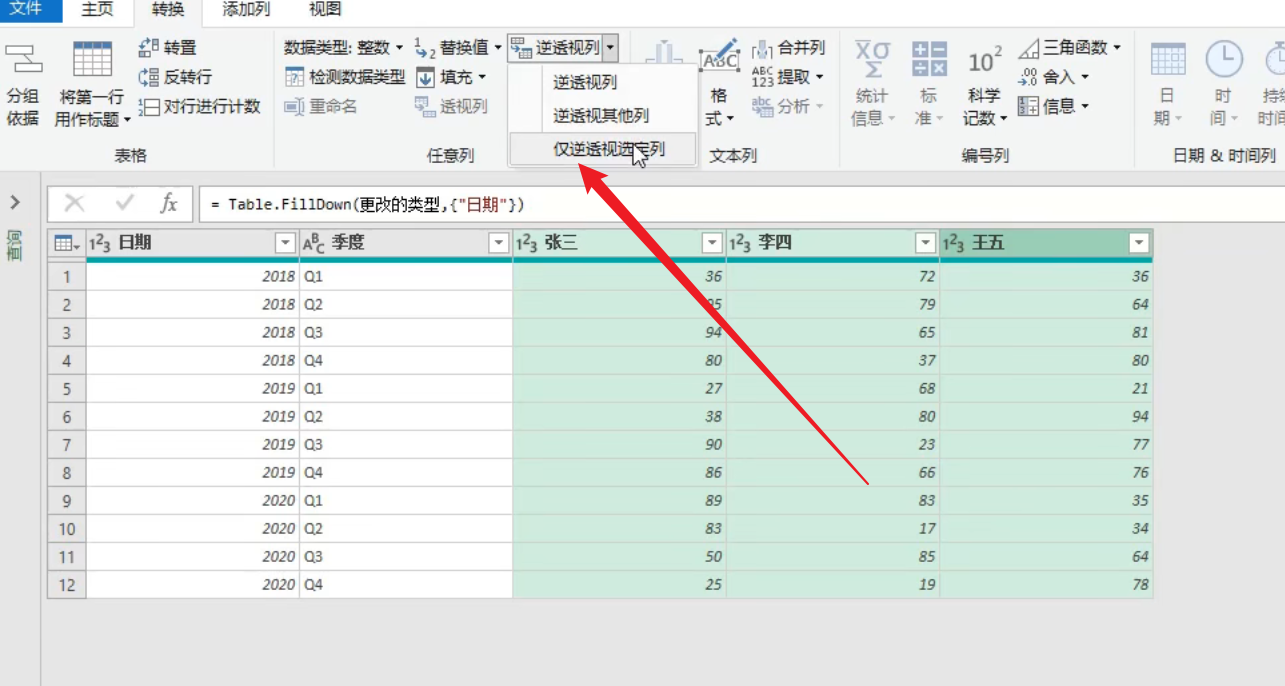 文件 主页 转换 添加列 视图
转置 数据类型: 整数 替换值 逆透视列 合并列 三角函数
反转行 检测数据类型 填充 逆透视列 提取 舍入
分组依据 将第一行用作标题 对行进行计数 重命名 透视列 逆透视其他列 格式 分析 统计信息 标准 科学记数 信息 日期 时间
表格 任意列 仅逆透视选定列 文本列 编号列 日期 & 时间列
= Table.FillDown(更改的类型,{"日期"})
查询
日期 季度 张三 李四 王五
1 2018 Q1 36 72 36
2 2018 Q2 95 79 64
3 2018 Q3 94 65 81
4 2018 Q4 80 37 80
5 2019 Q1 27 68 21
6 2019 Q2 38 80 94
7 2019 Q3 90 23 77
8 2019 Q4 86 66 76
9 2020 Q1 89 83 35
10 2020 Q2 83 17 34
11 2020 Q3 50 85 64
12 2020 Q4 25 19 78